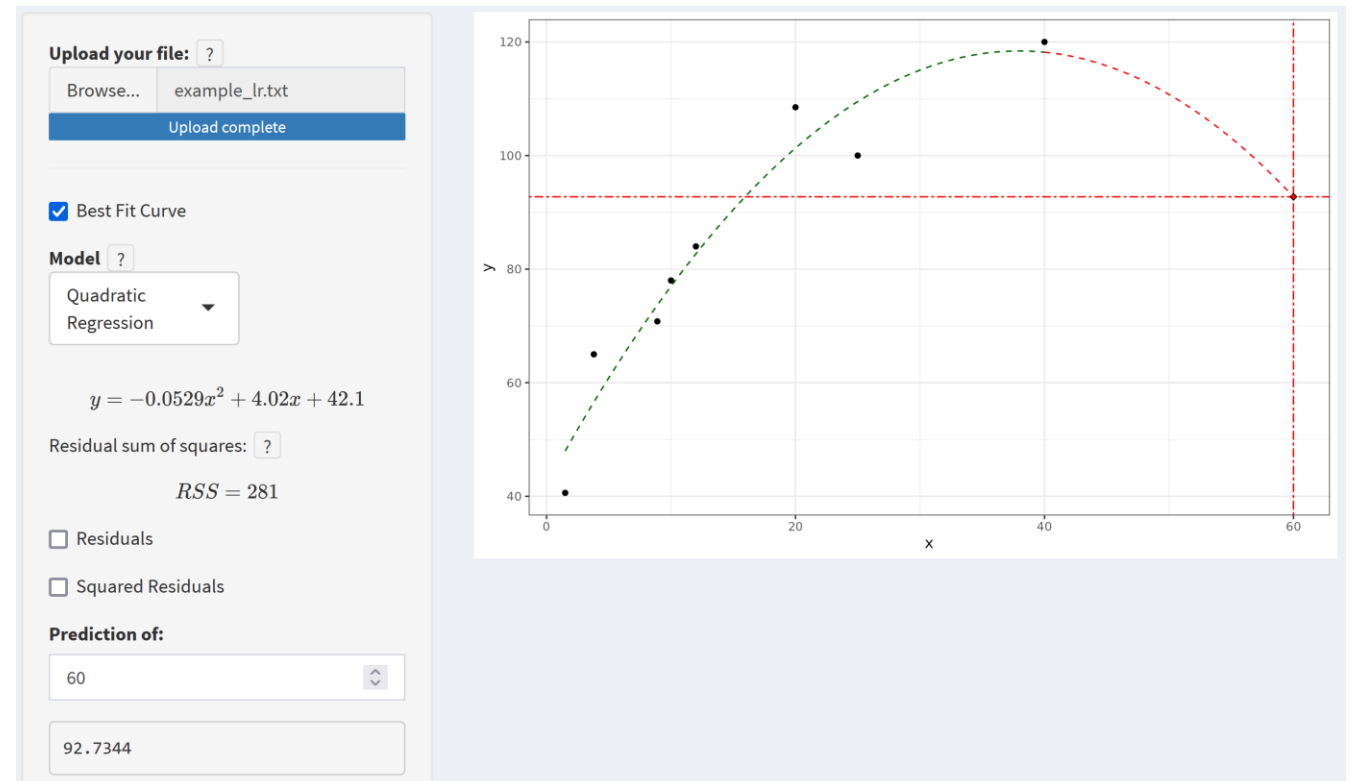 Upload your file: ?
Browse... example_lr.txt
Upload complete
Best Fit Curve
Model ?
Quadratic
Regression
y = −0.0529x² + 4.02x + 42.1
Residual sum of squares: ?
RSS = 281
Residuals
Squared Residuals
Prediction of:
60
92.7344
120
100
80
60
40
y
0 20 40 60
x